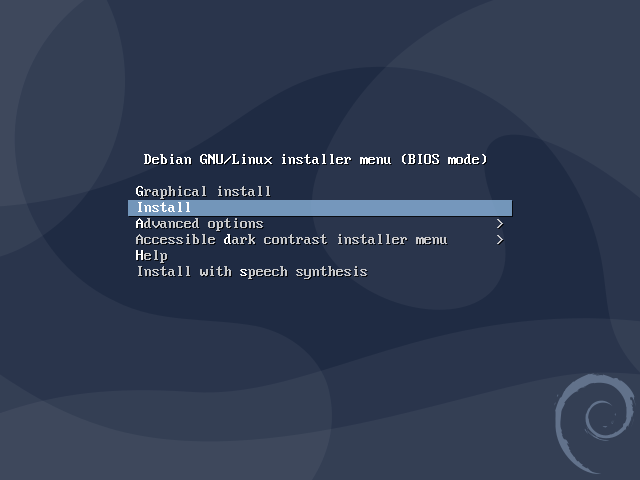 Debian GNU/Linux installer menu (BIOS mode)
Graphical install
Install
Advanced options >
Accessible dark contrast installer menu >
Help
Install with speech synthesis